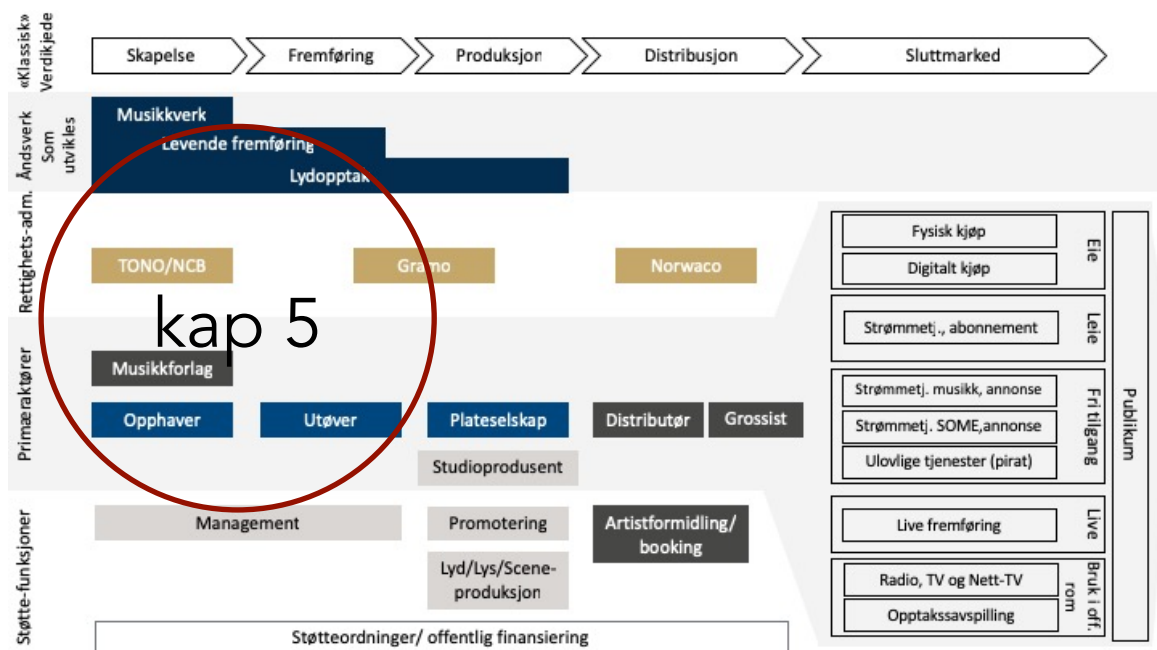 «Klassisk»
Verdikjede
Skapelse
Fremføring
Produksjon
Distribusjon
Sluttmarked
Åndsverk
Som
utvikles
Musikkverk
Levende fremføring
Lydopptak
Rettighets-adm.
TONO/NCB
Gramo
Norwaco
kap 5
Primæraktører
Musikkforlag
Opphaver
Utøver
Plateselskap
Distributør
Grossist
Studioprodusent
Støtte-funksjoner
Management
Promotering
Artistformidling/
booking
Lyd/Lys/Scene-
produksjon
Støtteordninger/ offentlig finansiering
Fysisk kjøp
Digitalt kjøp
Eie
Strømmetj., abonnement
Leie
Strømmetj. musikk, annonse
Strømmetj. SOME,annonse
Ulovlige tjenester (pirat)
Fri tilgang
Live fremføring
Live
Radio, TV og Nett-TV
Opptakssavspilling
Bruk i off.
rom
Publikum